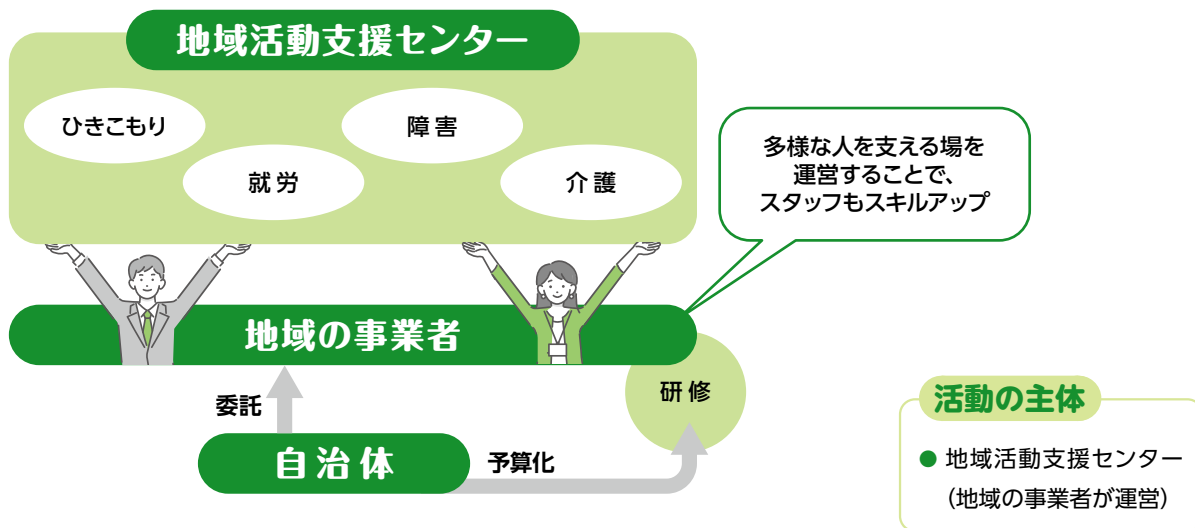 地域活動支援センター
ひきこもり
障害
就労
介護
多様な人を支える場を
運営することで、
スタッフもスキルアップ
地域の事業者
研修
委託
自治体
予算化
活動の主体
● 地域活動支援センター
(地域の事業者が運営)